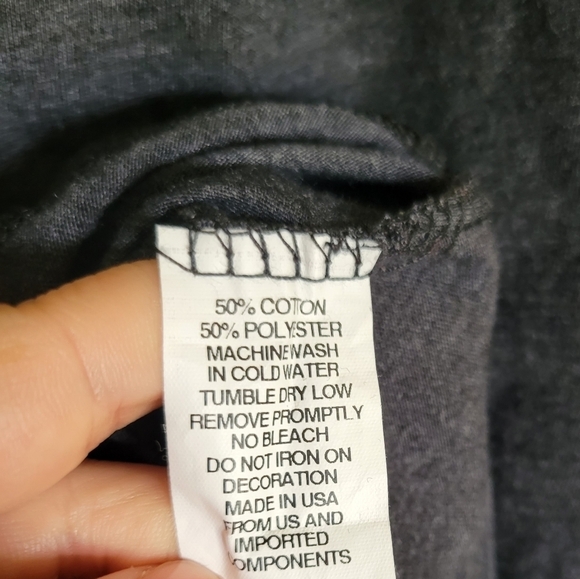 50% COTTON
50% POLYESTER
MACHINE WASH
IN COLD WATER
TUMBLE DRY LOW
REMOVE PROMPTLY
NO BLEACH
DO NOT IRON ON
DECORATION
MADE IN USA
FROM US AND
IMPORTED
COMPONENTS